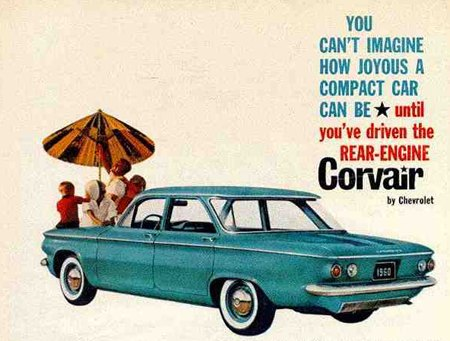 YOU
CAN'T IMAGINE
HOW JOYOUS A
COMPACT CAR
CAN BE ★ until
you've driven the
REAR-ENGINE
Corvair
by Chevrolet
1960